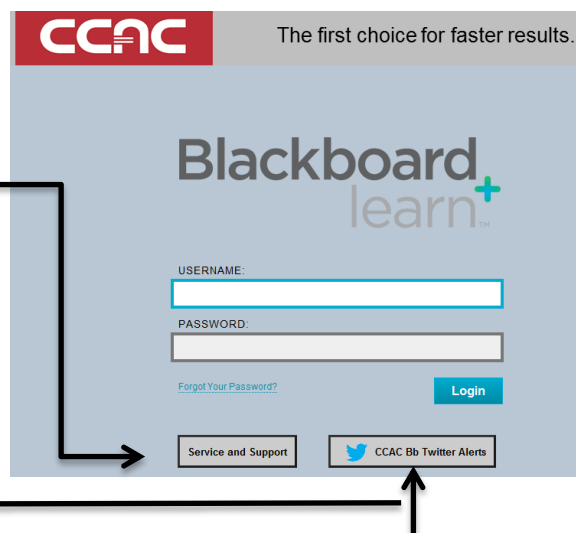 CCAC
The first choice for faster results.
Blackboard
learn+™
USERNAME:
PASSWORD:
Forgot Your Password?
Login
Service and Support
CCAC Bb Twitter Alerts